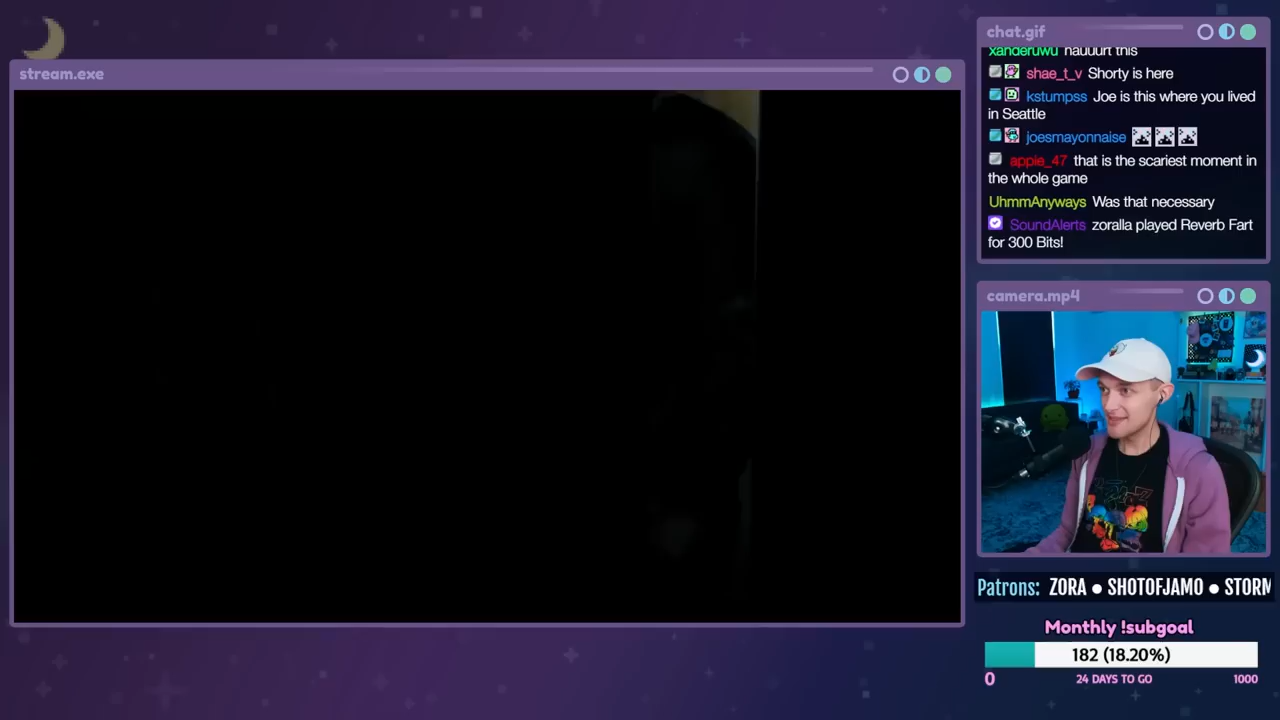 stream.exe
chat.gif
xanderuwu hauuurt this
shae_t_v Shorty is here
kstumpss Joe is this where you lived
in Seattle
joesmayonnaise
apple_47 that is the scariest moment in
the whole game
UhmmAnyways Was that necessary
SoundAlerts zoralla played Reverb Fart
for 300 Bits!
camera.mp4
Patrons: ZORA ● SHOTOFJAMO ● STORM
Monthly !subgoal
182 (18.20%)
0 24 DAYS TO GO 1000